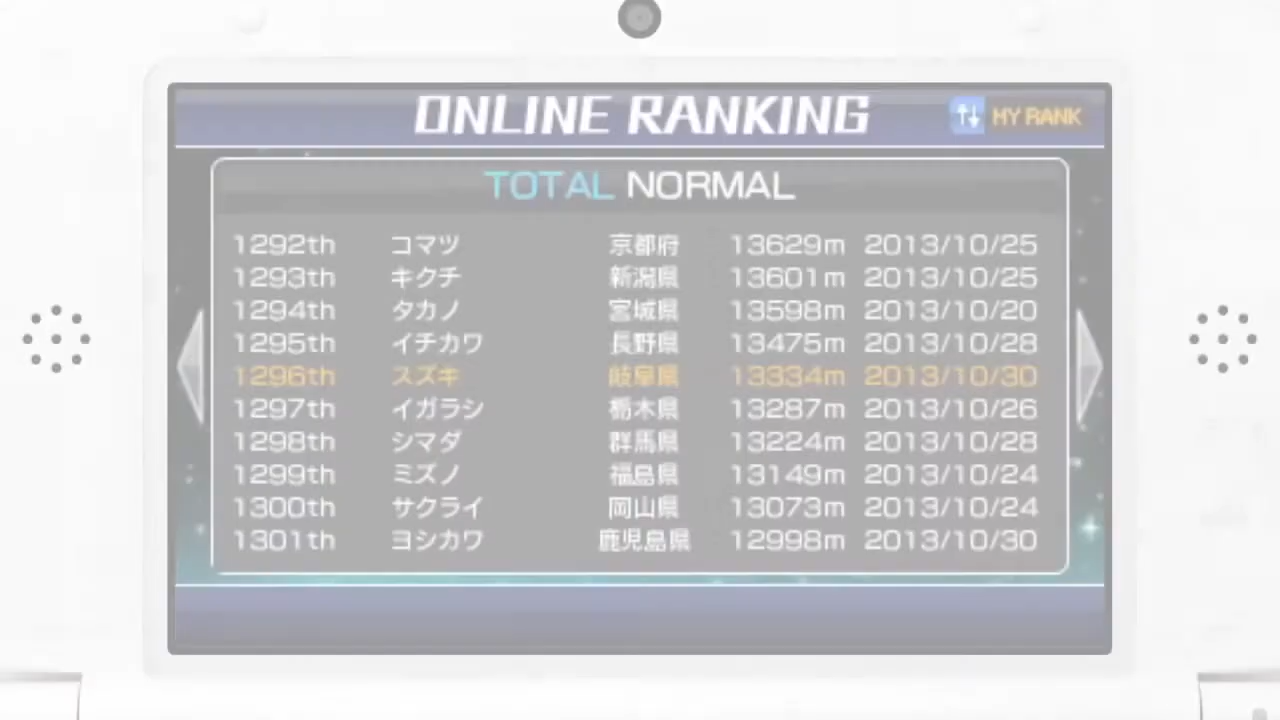 ONLINE RANKING
↑↓ MY RANK
TOTAL NORMAL
1292th コマツ 京都府 13629m 2013/10/25
1293th キクチ 新潟県 13601m 2013/10/25
1294th タカノ 宮城県 13598m 2013/10/20
1295th イチカワ 長野県 13475m 2013/10/28
1296th スズキ 岐阜県 13334m 2013/10/30
1297th イガラシ 栃木県 13287m 2013/10/26
1298th シマダ 群馬県 13224m 2013/10/28
1299th ミズノ 福島県 13149m 2013/10/24
1300th サクライ 岡山県 13073m 2013/10/24
1301th ヨシカワ 鹿児島県 12998m 2013/10/30